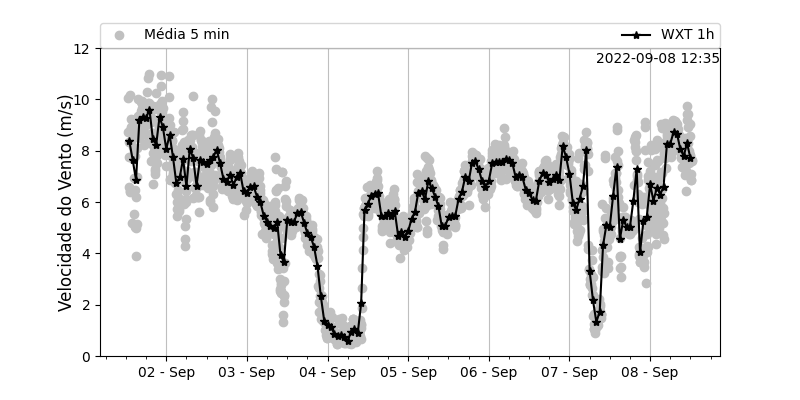 Média 5 min
WXT 1h
2022-09-08 12:35
Velocidade do Vento (m/s)
12
10
8
6
4
2
0
02 - Sep
03 - Sep
04 - Sep
05 - Sep
06 - Sep
07 - Sep
08 - Sep